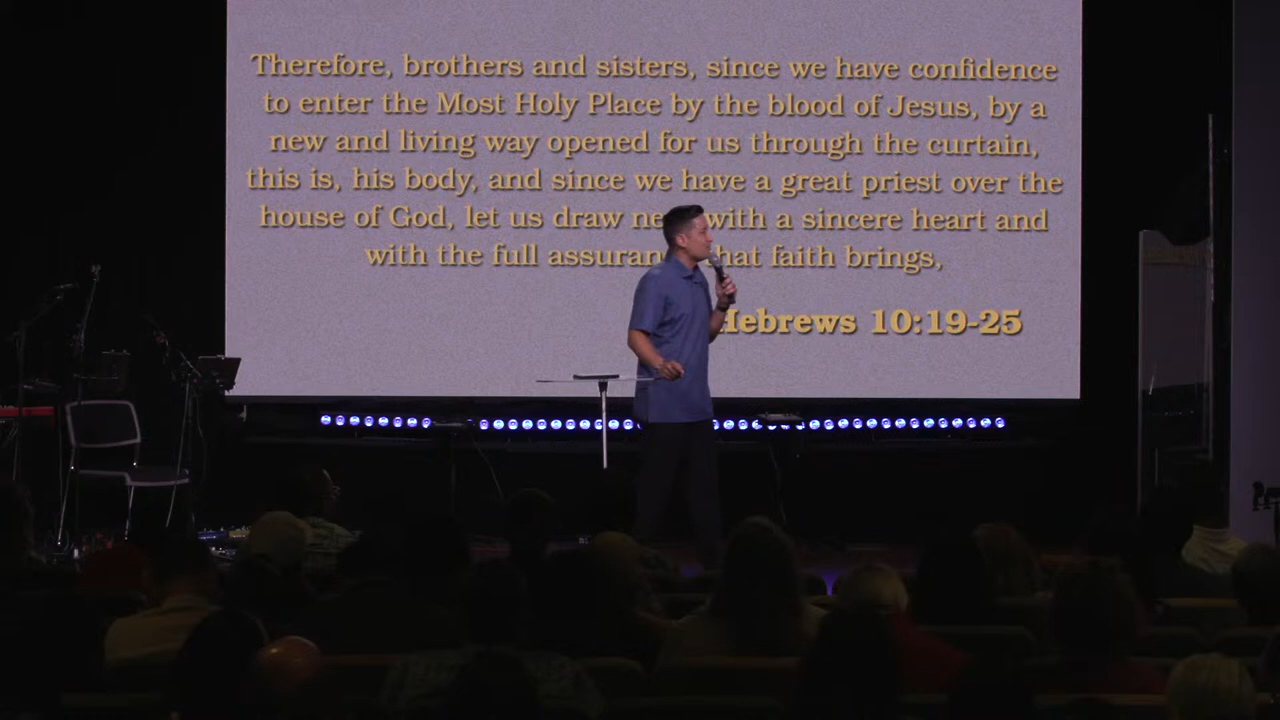 Therefore, brothers and sisters, since we have confidence
to enter the Most Holy Place by the blood of Jesus, by a
new and living way opened for us through the curtain,
this is, his body, and since we have a great priest over the
house of God, let us draw ne with a sincere heart and
with the full assuran hat faith brings,
Hebrews 10:19-25